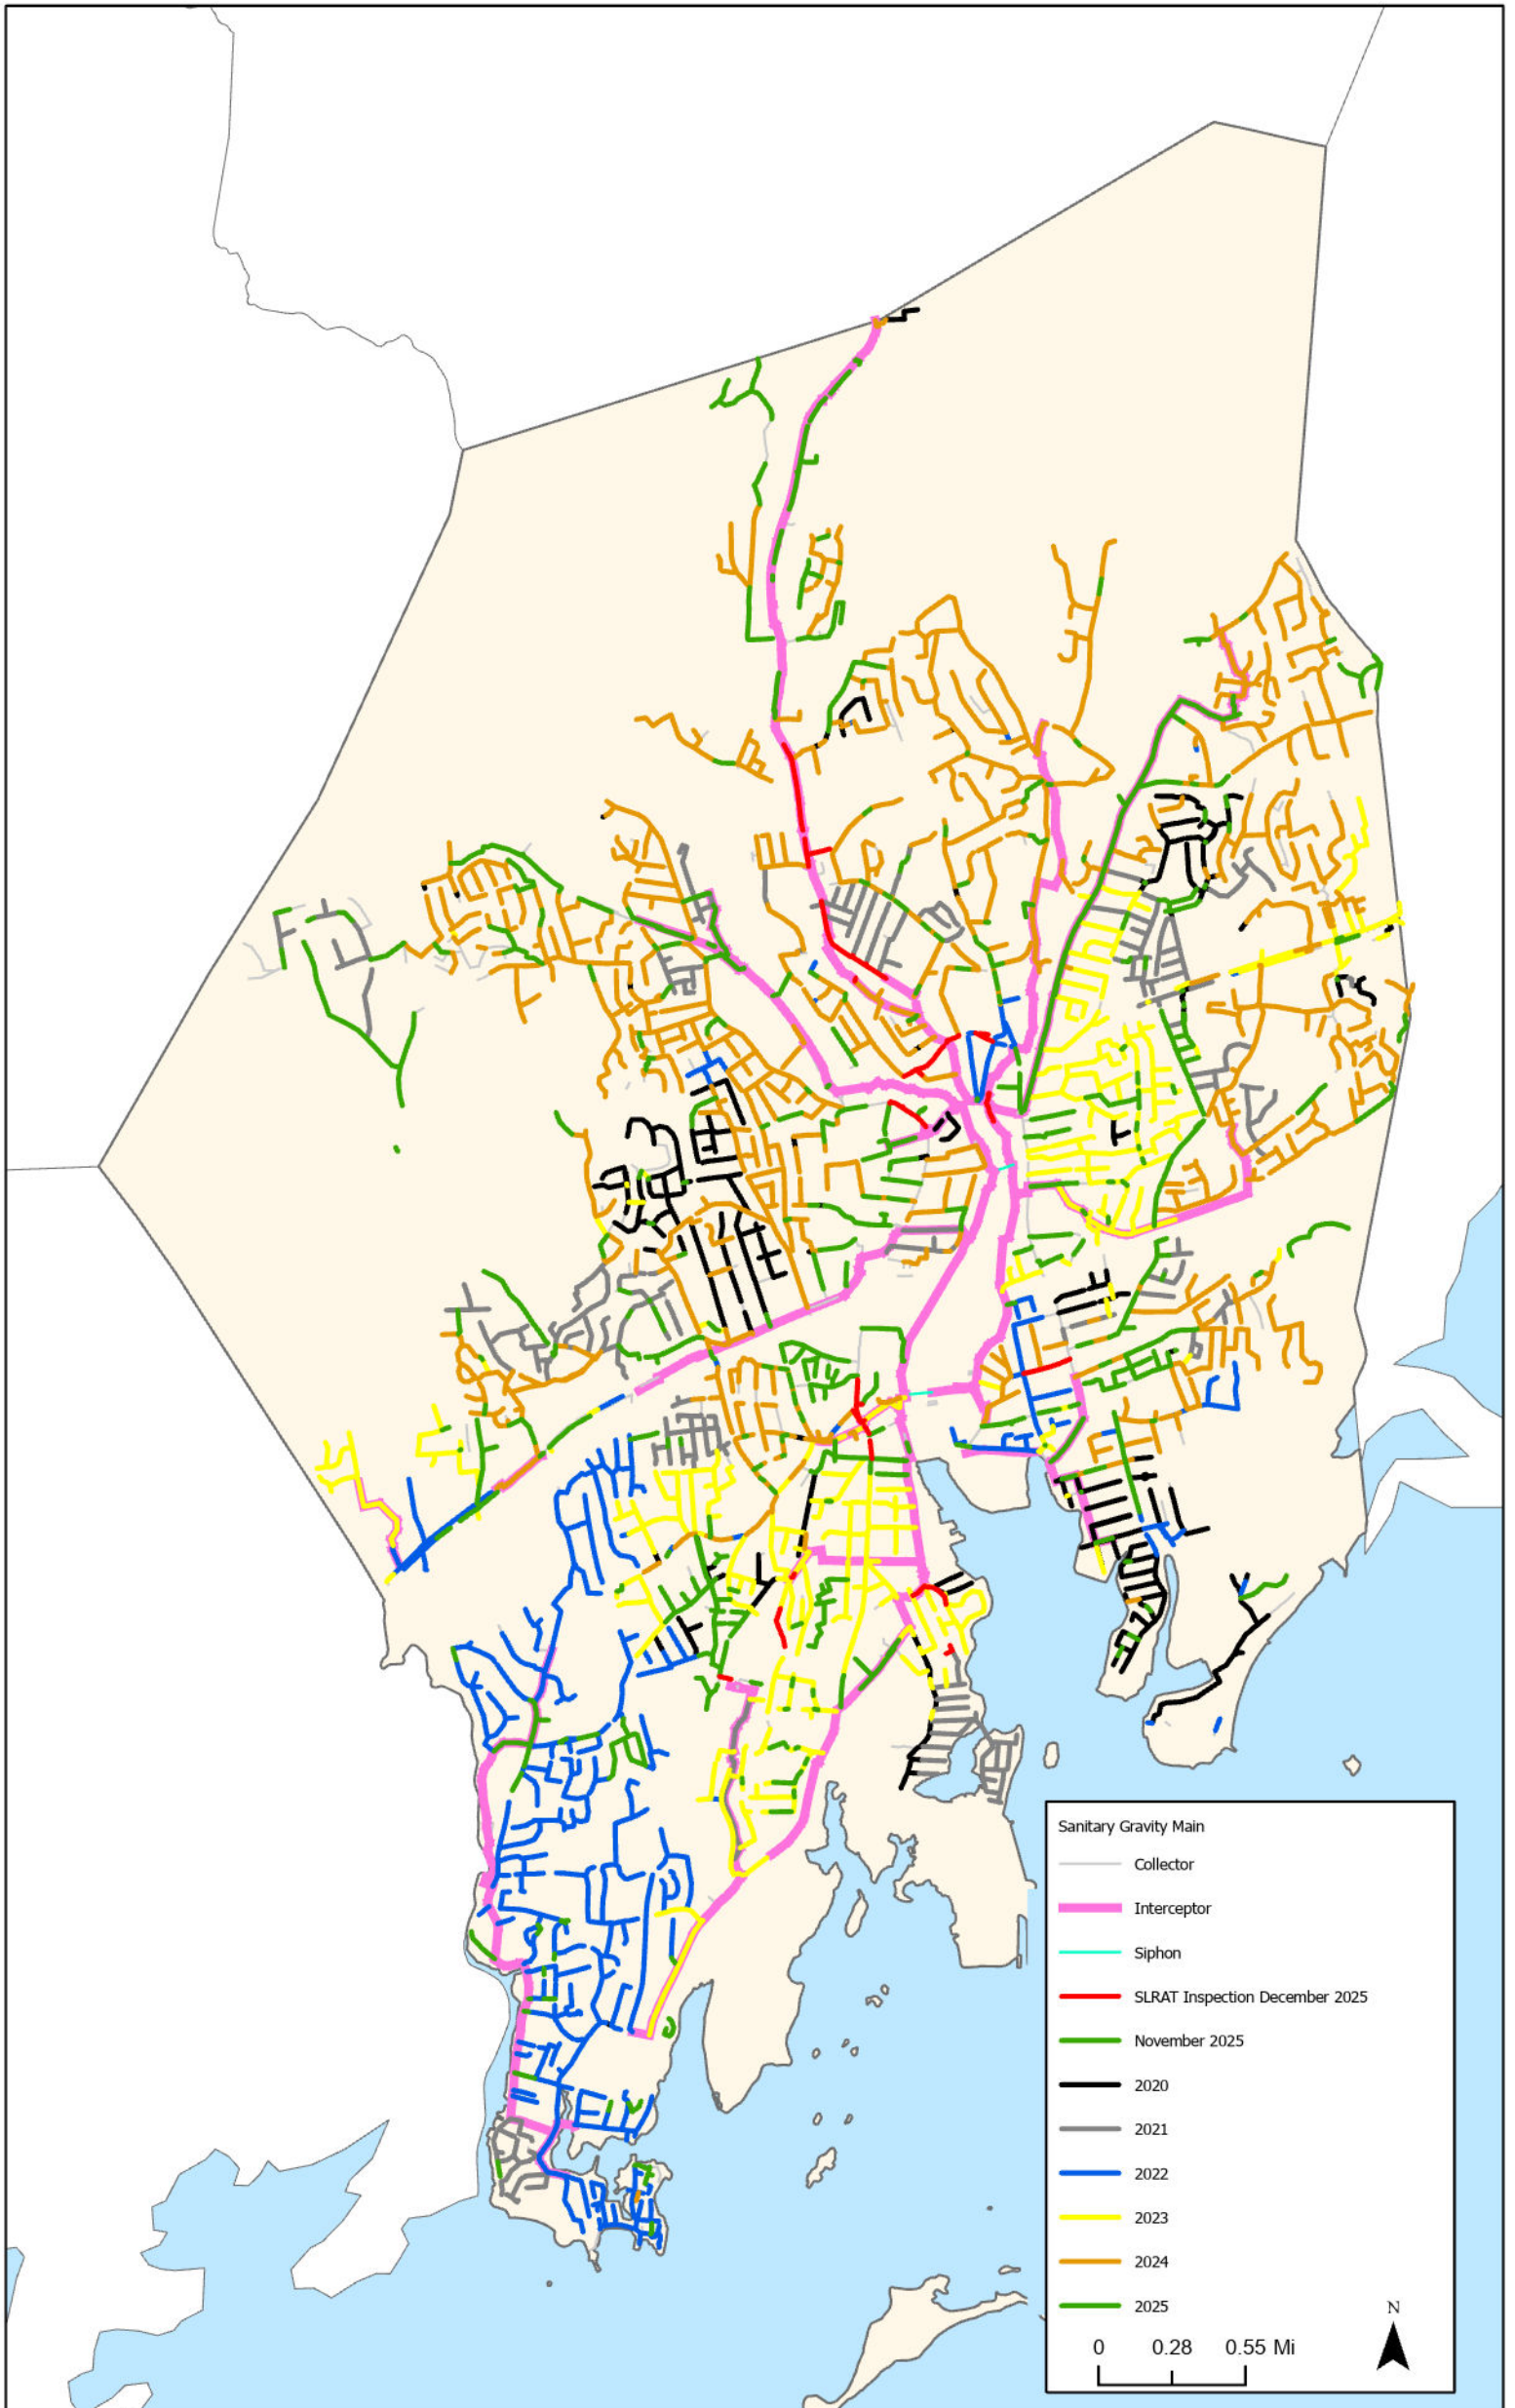 Sanitary Gravity Main
Collector
Interceptor
Siphon
SLRAT Inspection December 2025
November 2025
2020
2021
2022
2023
2024
2025
N
0 0.28 0.55 Mi